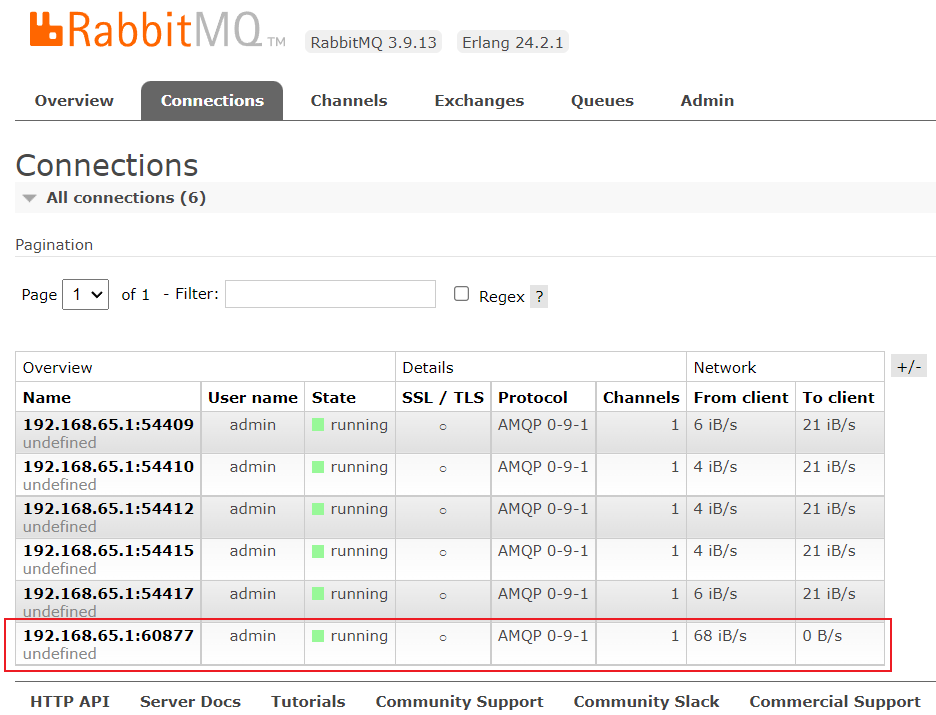 RabbitMQ TM RabbitMQ 3.9.13 Erlang 24.2.1
Overview Connections Channels Exchanges Queues Admin
Connections
All connections (6)
Pagination
Page 1 of 1 - Filter: Regex ?
Overview Details Network +/-
Name User name State SSL / TLS Protocol Channels From client To client
192.168.65.1:54409 admin running ○ AMQP 0-9-1 1 6 iB/s 21 iB/s
undefined
192.168.65.1:54410 admin running ○ AMQP 0-9-1 1 4 iB/s 21 iB/s
undefined
192.168.65.1:54412 admin running ○ AMQP 0-9-1 1 4 iB/s 21 iB/s
undefined
192.168.65.1:54415 admin running ○ AMQP 0-9-1 1 4 iB/s 21 iB/s
undefined
192.168.65.1:54417 admin running ○ AMQP 0-9-1 1 6 iB/s 21 iB/s
undefined
192.168.65.1:60877 admin running ○ AMQP 0-9-1 1 68 iB/s 0 B/s
undefined
HTTP API Server Docs Tutorials Community Support Community Slack Commercial Support